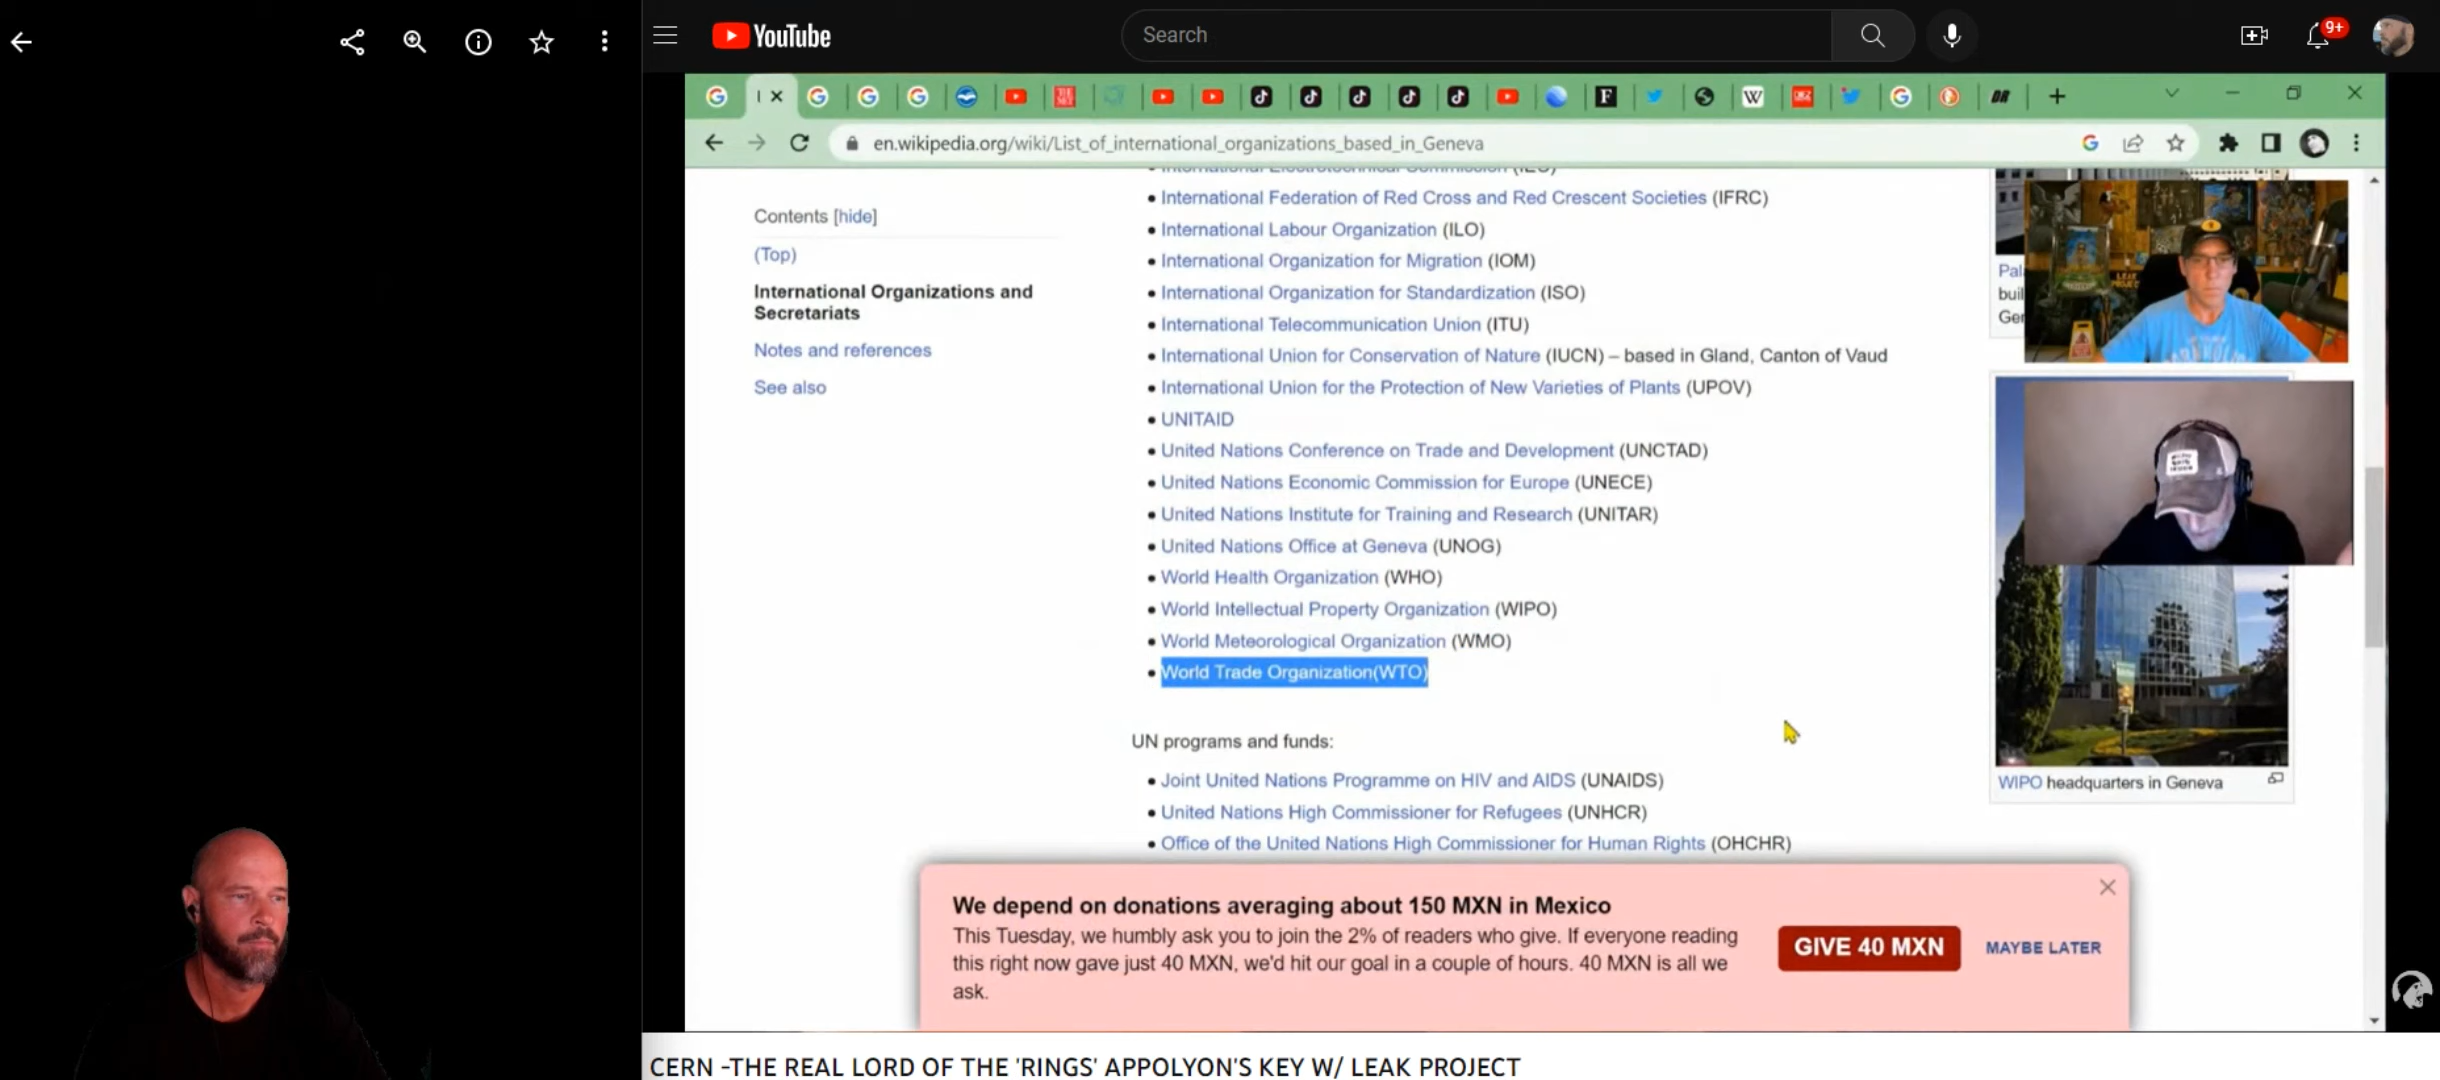 YouTube
Search
9+
en.wikipedia.org/wiki/List_of_international_organizations_based_in_Geneva
Contents [hide]
(Top)
International Organizations and
Secretariats
Notes and references
See also
International Electrotechnical Commission (IEC)
• International Federation of Red Cross and Red Crescent Societies (IFRC)
• International Labour Organization (ILO)
• International Organization for Migration (IOM)
• International Organization for Standardization (ISO)
• International Telecommunication Union (ITU)
• International Union for Conservation of Nature (IUCN) – based in Gland, Canton of Vaud
• International Union for the Protection of New Varieties of Plants (UPOV)
• UNITAID
• United Nations Conference on Trade and Development (UNCTAD)
• United Nations Economic Commission for Europe (UNECE)
• United Nations Institute for Training and Research (UNITAR)
• United Nations Office at Geneva (UNOG)
• World Health Organization (WHO)
• World Intellectual Property Organization (WIPO)
• World Meteorological Organization (WMO)
• World Trade Organization(WTO)
UN programs and funds:
• Joint United Nations Programme on HIV and AIDS (UNAIDS)
• United Nations High Commissioner for Refugees (UNHCR)
• Office of the United Nations High Commissioner for Human Rights (OHCHR)
Pal
buil
Ger
WIPO headquarters in Geneva
We depend on donations averaging about 150 MXN in Mexico
This Tuesday, we humbly ask you to join the 2% of readers who give. If everyone reading
this right now gave just 40 MXN, we'd hit our goal in a couple of hours. 40 MXN is all we
ask.
GIVE 40 MXN
MAYBE LATER
CERN -THE REAL LORD OF THE 'RINGS' APPOLYON'S KEY W/ LEAK PROJECT